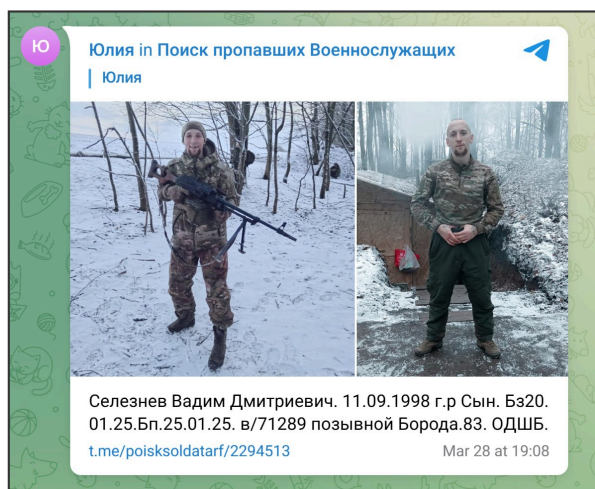 Ю
Юлия in Поиск пропавших Военнослужащих
Юлия
Селезнев Вадим Дмитриевич. 11.09.1998 г.р Сын. Бз20.
01.25.Бп.25.01.25. в/71289 позывной Борода.83. ОДШБ.
t.me/poisksoldatarf/2294513 Mar 28 at 19:08